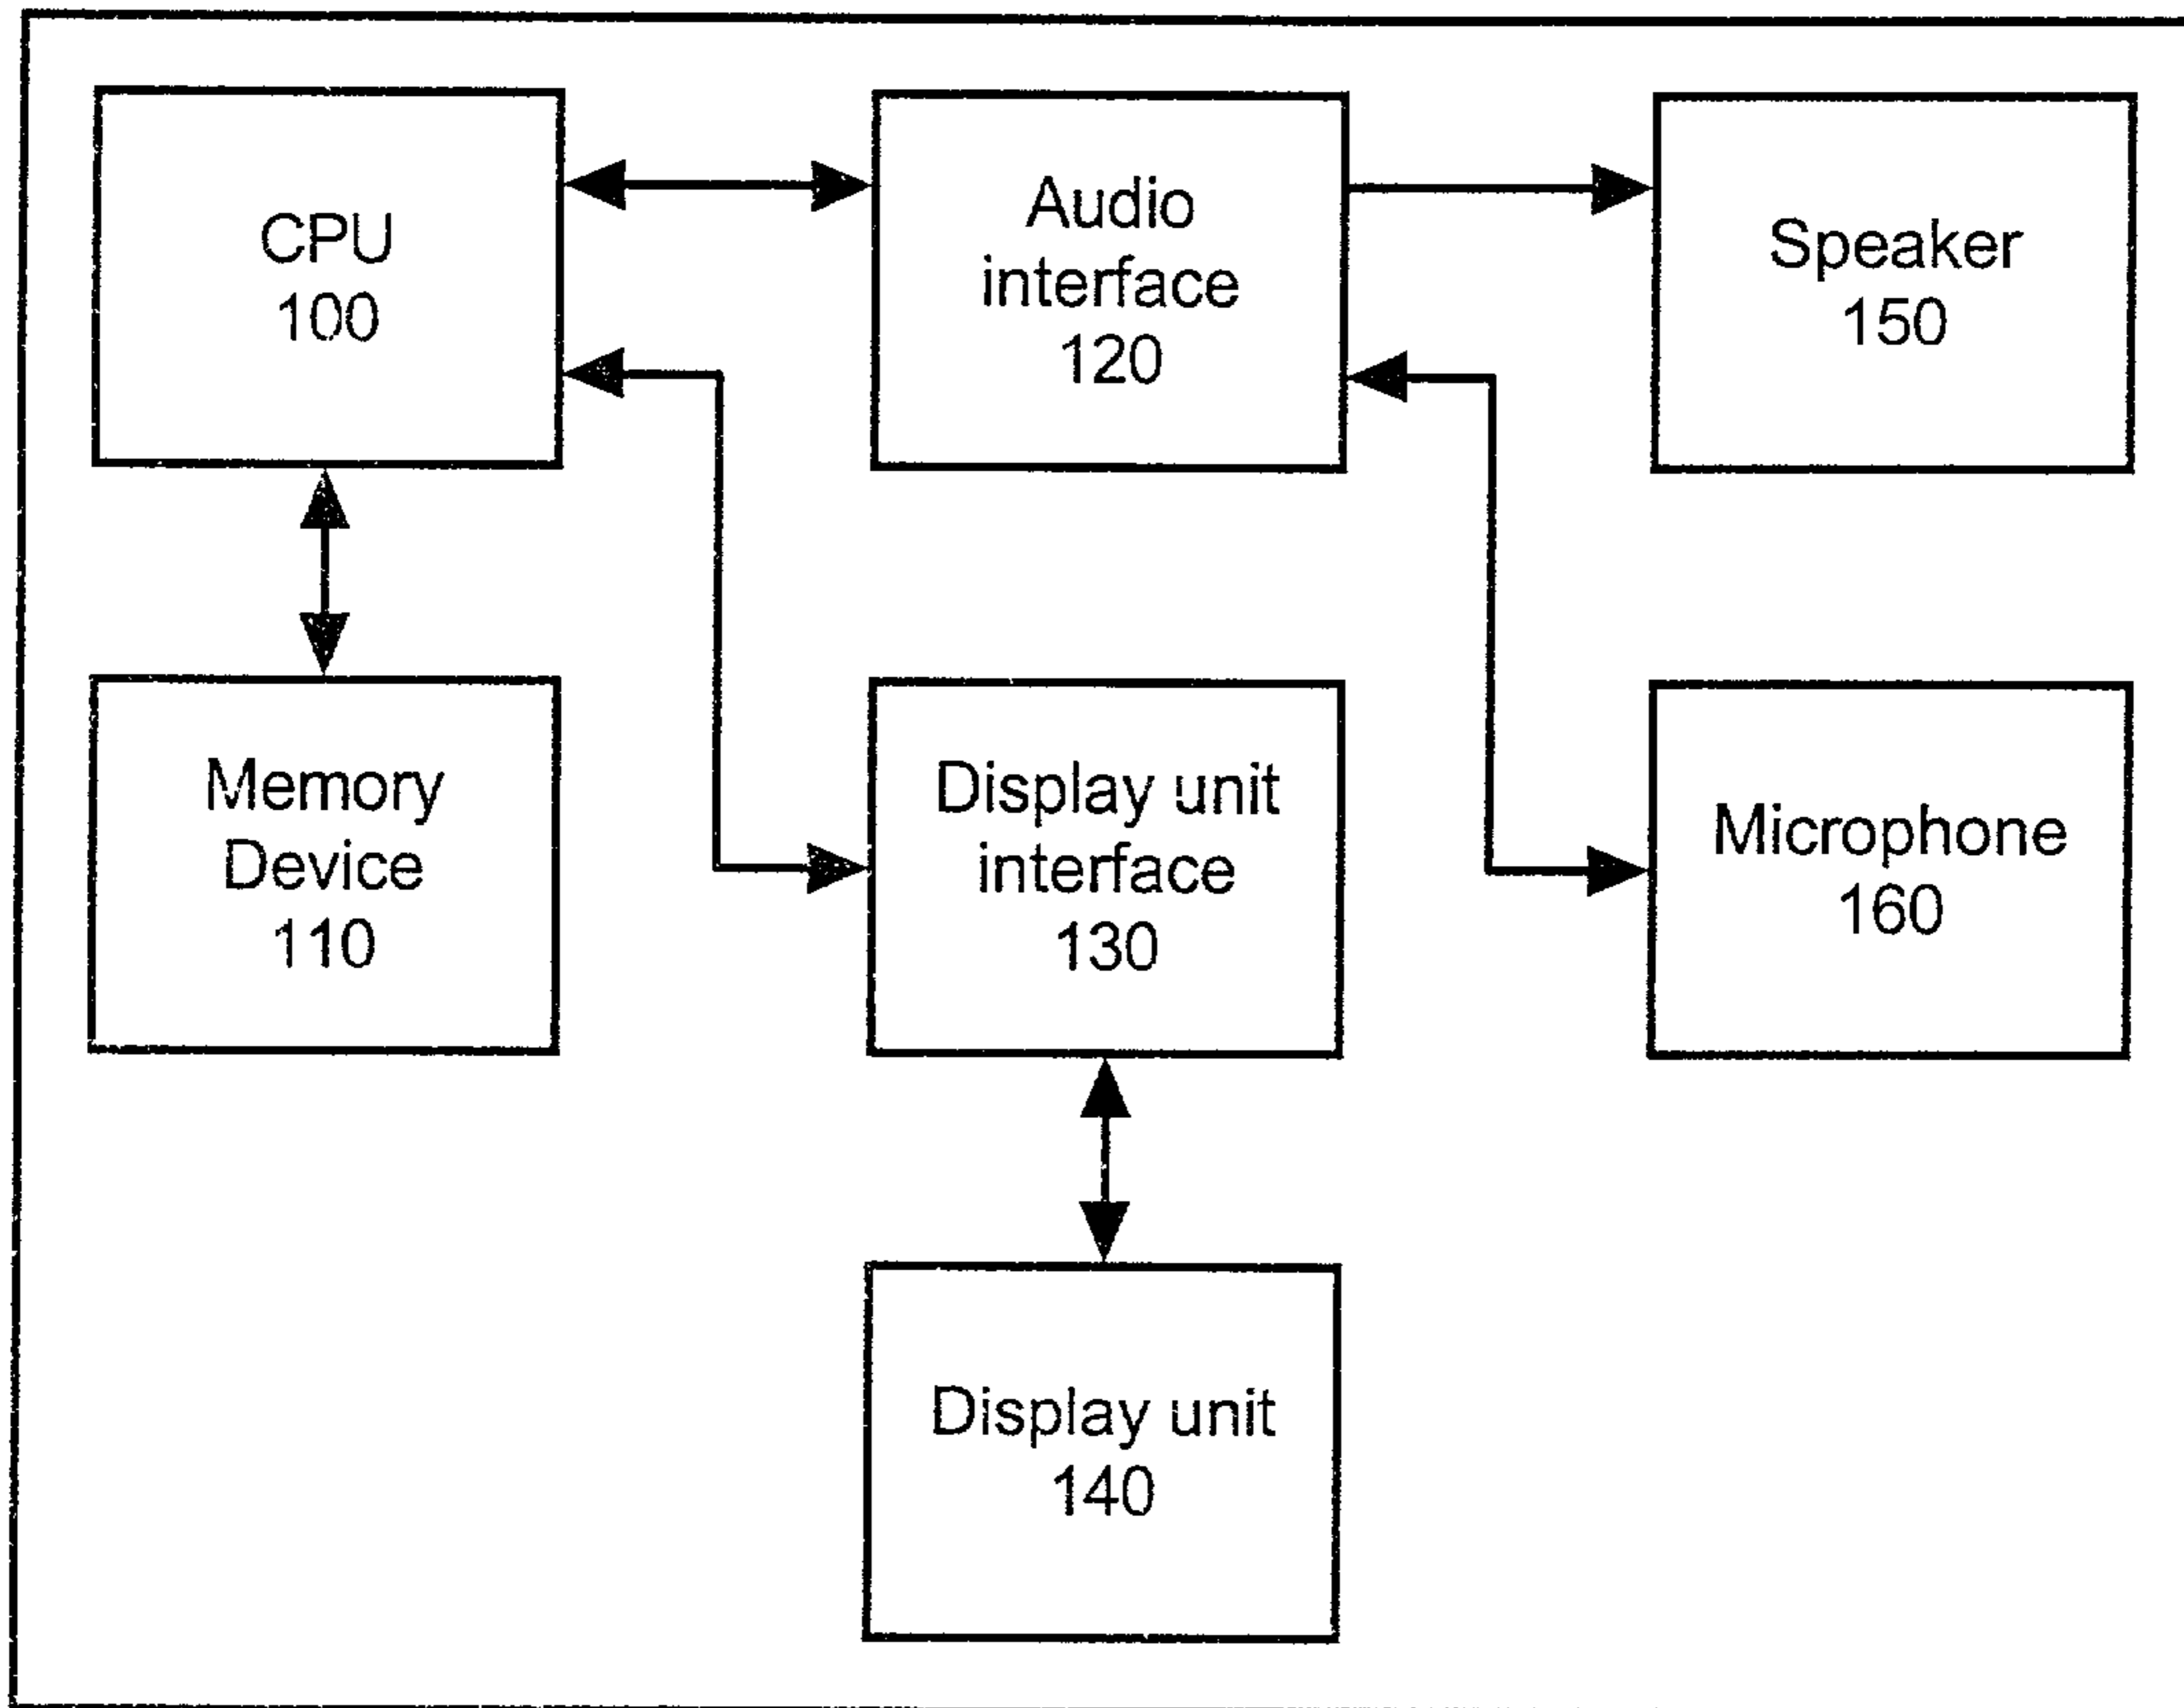 CPU
100
Audio
interface
120
Speaker
150
Memory
Device
110
Display unit
interface
130
Microphone
160
Display unit
140